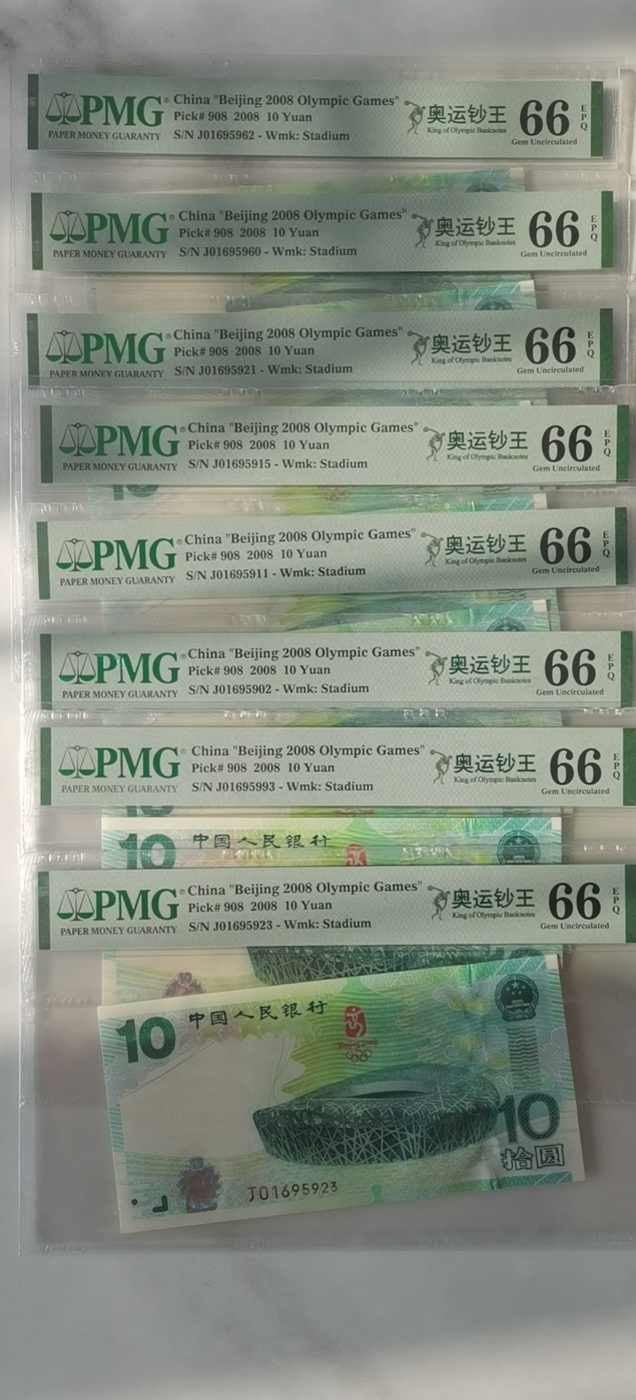 PMG® China "Beijing 2008 Olympic Games" 奥运钞王 66 EPQ
Pick# 908 2008 10 Yuan King of Olympic Banknotes
PAPER MONEY GUARANTY S/N J01695962 - Wmk: Stadium Gem Uncirculated
PMG® China "Beijing 2008 Olympic Games" 奥运钞王 66 EPQ
Pick# 908 2008 10 Yuan King of Olympic Banknotes
PAPER MONEY GUARANTY S/N J01695960 - Wmk: Stadium Gem Uncirculated
PMG® China "Beijing 2008 Olympic Games" 奥运钞王 66 EPQ
Pick# 908 2008 10 Yuan King of Olympic Banknotes
PAPER MONEY GUARANTY S/N J01695921 - Wmk: Stadium Gem Uncirculated
PMG® China "Beijing 2008 Olympic Games" 奥运钞王 66 EPQ
Pick# 908 2008 10 Yuan King of Olympic Banknotes
PAPER MONEY GUARANTY S/N J01695915 - Wmk: Stadium Gem Uncirculated
PMG® China "Beijing 2008 Olympic Games" 奥运钞王 66 EPQ
Pick# 908 2008 10 Yuan King of Olympic Banknotes
PAPER MONEY GUARANTY S/N J01695911 - Wmk: Stadium Gem Uncirculated
PMG® China "Beijing 2008 Olympic Games" 奥运钞王 66 EPQ
Pick# 908 2008 10 Yuan King of Olympic Banknotes
PAPER MONEY GUARANTY S/N J01695902 - Wmk: Stadium Gem Uncirculated
PMG® China "Beijing 2008 Olympic Games" 奥运钞王 66 EPQ
Pick# 908 2008 10 Yuan King of Olympic Banknotes
PAPER MONEY GUARANTY S/N J01695993 - Wmk: Stadium Gem Uncirculated
10 中国人民银行
PMG® China "Beijing 2008 Olympic Games" 奥运钞王 66 EPQ
Pick# 908 2008 10 Yuan King of Olympic Banknotes
PAPER MONEY GUARANTY S/N J01695923 - Wmk: Stadium Gem Uncirculated
10 中国人民银行
Beijing 2008
10
拾圆
J01695923